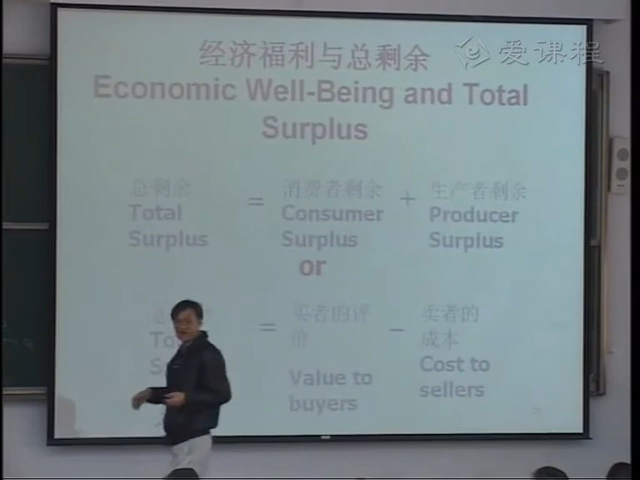 爱课程
经济福利与总剩余
Economic Well-Being and Total
Surplus
总剩余 = 消费者剩余 + 生产者剩余
Total Consumer Producer
Surplus Surplus Surplus
or
= 买者的评 − 卖者的
价 成本
Value to Cost to
buyers sellers